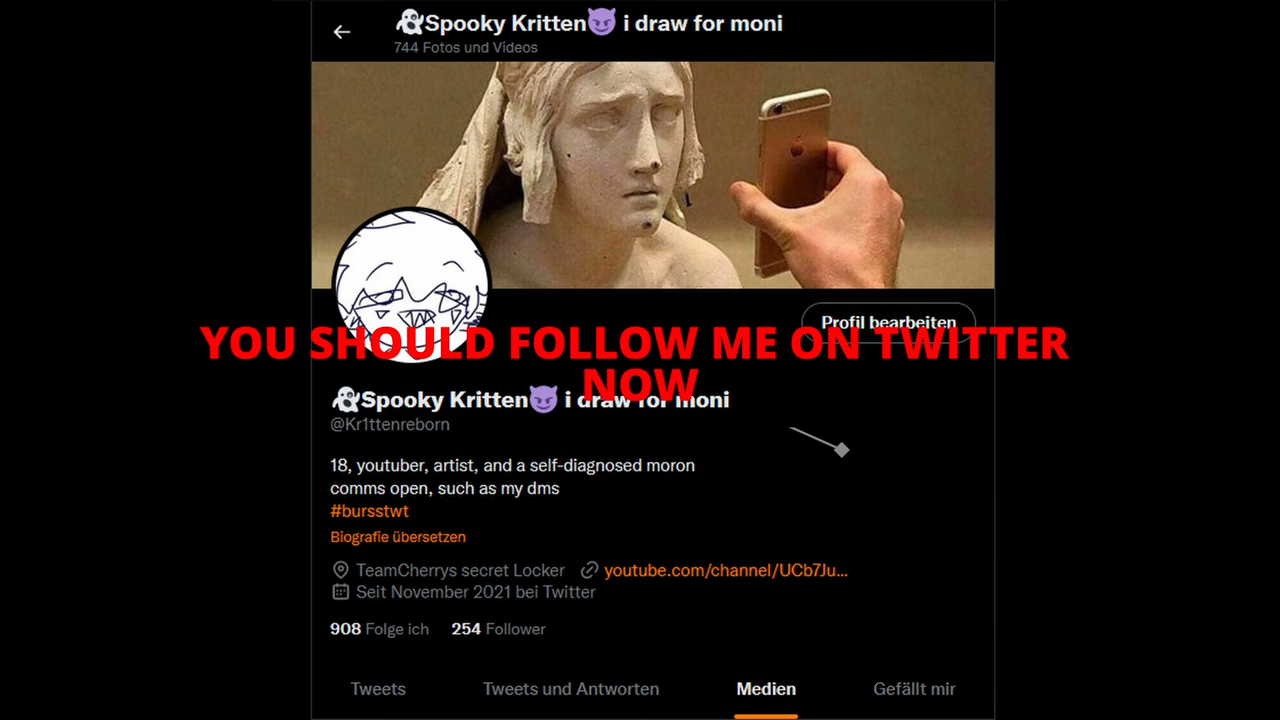 👻Spooky Kritten😈 i draw for moni
744 Fotos und Videos
Profil bearbeiten
YOU SHOULD FOLLOW ME ON TWITTER
NOW
👻Spooky Kritten😈 i draw for moni
@Kr1ttenreborn
18, youtuber, artist, and a self-diagnosed moron
comms open, such as my dms
#bursstwt
Biografie übersetzen
TeamCherrys secret Locker youtube.com/channel/UCb7Ju...
Seit November 2021 bei Twitter
908 Folge ich 254 Follower
Tweets Tweets und Antworten Medien Gefällt mir